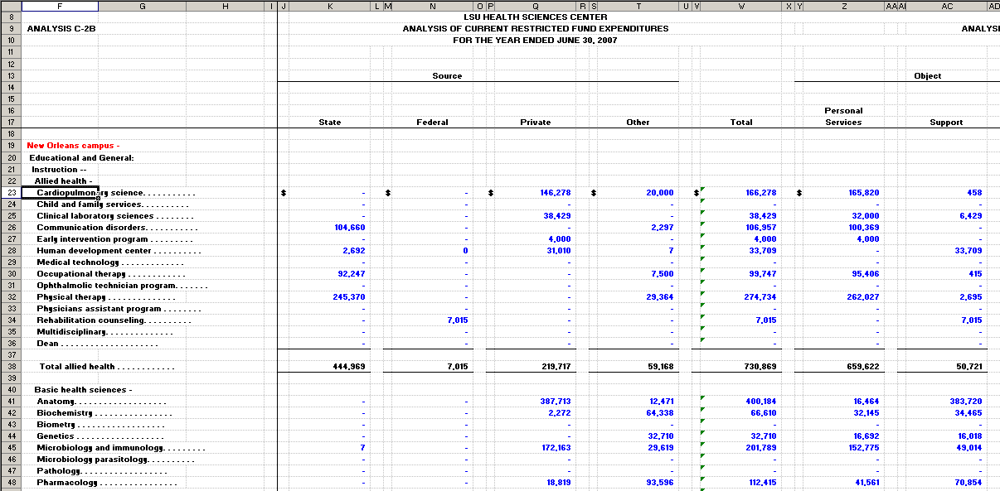 F G H I J K L M N O P Q R S T U V W X Y Z AA AC AD
8 LSU HEALTH SCIENCES CENTER
9 ANALYSIS C-2B ANALYSIS OF CURRENT RESTRICTED FUND EXPENDITURES ANALYSI
10 FOR THE YEAR ENDED JUNE 30, 2007
11
12
13 Source Object
14
15
16 Personal
17 State Federal Private Other Total Services Support
18
19 New Orleans campus -
20 Educational and General:
21 Instruction --
22 Allied health -
23 Cardiopulmonary science. . . . . . . . . . $ - $ - $ 146,278 $ 20,000 $ 166,278 $ 165,820 458
24 Child and family services. . . . . . . . . - - - - - - -
25 Clinical laboratory sciences . . . . . . . . - - 38,429 - 38,429 32,000 6,429
26 Communication disorders. . . . . . . . . . 104,660 - - 2,297 106,957 100,369 -
27 Early intervention program . . . . . . . . . - - 4,000 - 4,000 4,000 -
28 Human development center . . . . . . . . . . 2,692 0 31,010 7 33,709 - 33,709
29 Medical technology . . . . . . . . . . . . . - - - - - - -
30 Occupational therapy . . . . . . . . . . . . 92,247 - - 7,500 99,747 95,406 415
31 Ophthalmolic technician program. . . . . . - - - - - - -
32 Physical therapy . . . . . . . . . . . . . . 245,370 - - 29,364 274,734 262,027 2,695
33 Physicians assistant program . . . . . . . . - - - - - - -
34 Rehabilitation counseling. . . . . . . . . . - 7,015 - - 7,015 - 7,015
35 Multidisciplinary. . . . . . . . . . . . . . - - - - - - -
36 Dean . . . . . . . . . . . . . . . . . . . . - - - - - - -
37
38 Total allied health . . . . . . . . . . . . 444,969 7,015 219,717 59,168 730,869 659,622 50,721
39
40 Basic health sciences -
41 Anatomy. . . . . . . . . . . . . . . . . . . - - 387,713 12,471 400,184 16,464 383,720
42 Biochemistry . . . . . . . . . . . . . . . . - - 2,272 64,338 66,610 32,145 34,465
43 Biometry . . . . . . . . . . . . . . . . . . - - - - - - -
44 Genetics . . . . . . . . . . . . . . . . . . - - - 32,710 32,710 16,692 16,018
45 Microbiology and immunology. . . . . . . . . 7 - 172,163 29,619 201,789 152,775 49,014
46 Microbiology parasitology. . . . . . . . . . - - - - - - -
47 Pathology. . . . . . . . . . . . . . . . . . - - - - - - -
48 Pharmacology . . . . . . . . . . . . . . . . - - 18,819 93,596 112,415 41,561 70,854